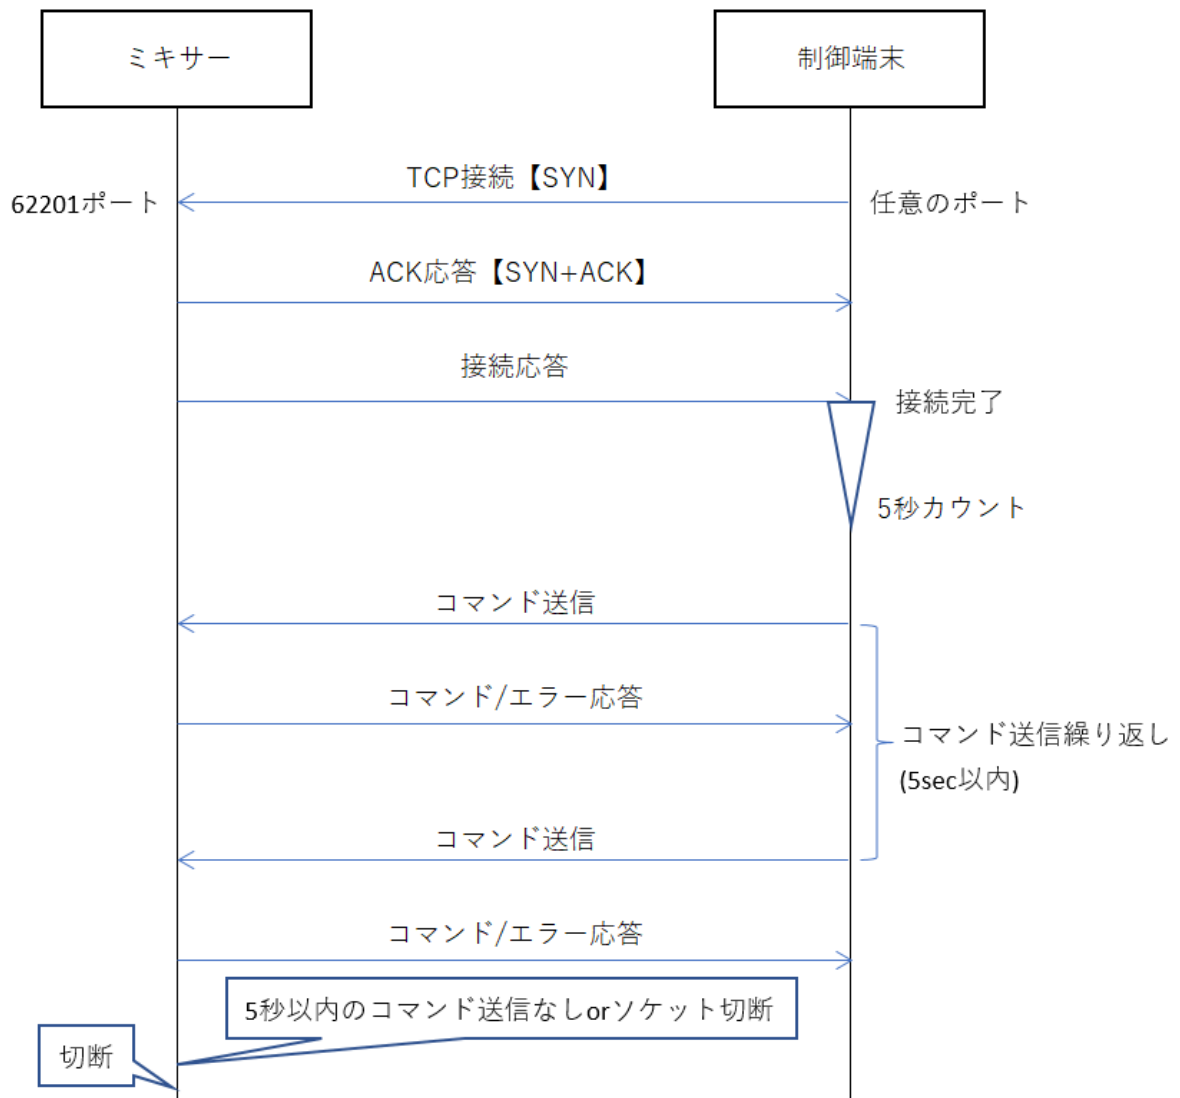 ミキサー
制御端末
TCP接続【SYN】
62201ポート
任意のポート
ACK応答【SYN+ACK】
接続応答
接続完了
5秒カウント
コマンド送信
コマンド/エラー応答
コマンド送信繰り返し
(5sec以内)
コマンド送信
コマンド/エラー応答
5秒以内のコマンド送信なしorソケット切断
切断